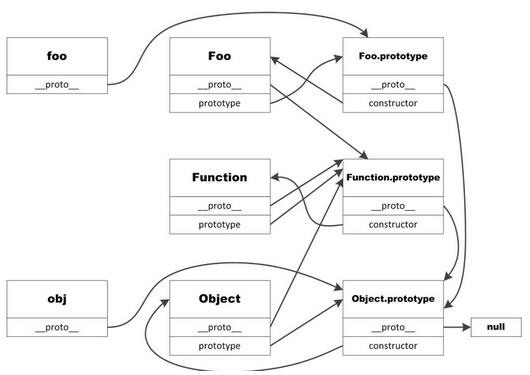 foo
__proto__
Foo
__proto__
prototype
Foo.prototype
__proto__
constructor
Function
__proto__
prototype
Function.prototype
__proto__
constructor
obj
__proto__
Object
__proto__
prototype
Object.prototype
__proto__
constructor
null